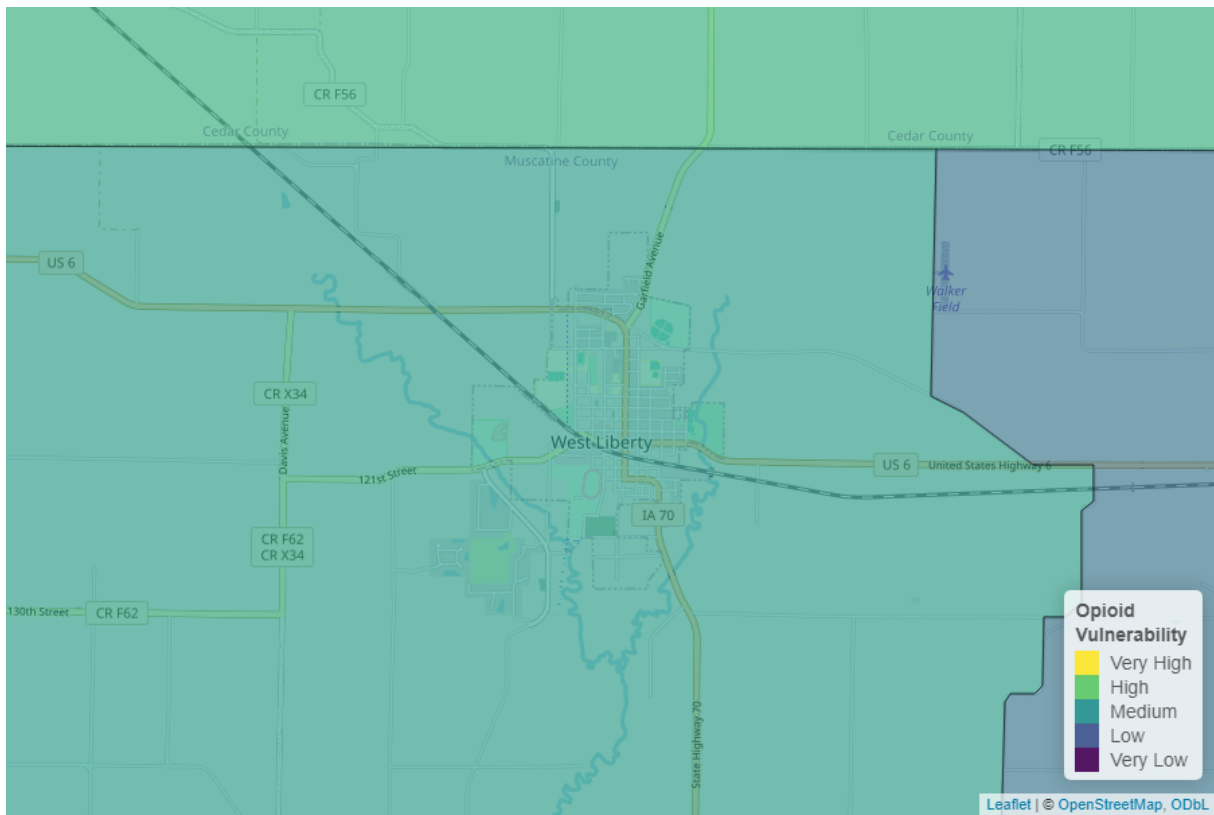 CR F56
Cedar County
Cedar County
CR F56
Muscatine County
US 6
Garfield Avenue
Walker
Field
CR X34
Davis Avenue
West Liberty
121st Street
US 6
United States Highway 6
IA 70
CR F62
CR X34
130th Street
CR F62
State Highway 70
Opioid
Vulnerability
Very High
High
Medium
Low
Very Low
Leaflet | © OpenStreetMap, ODbL